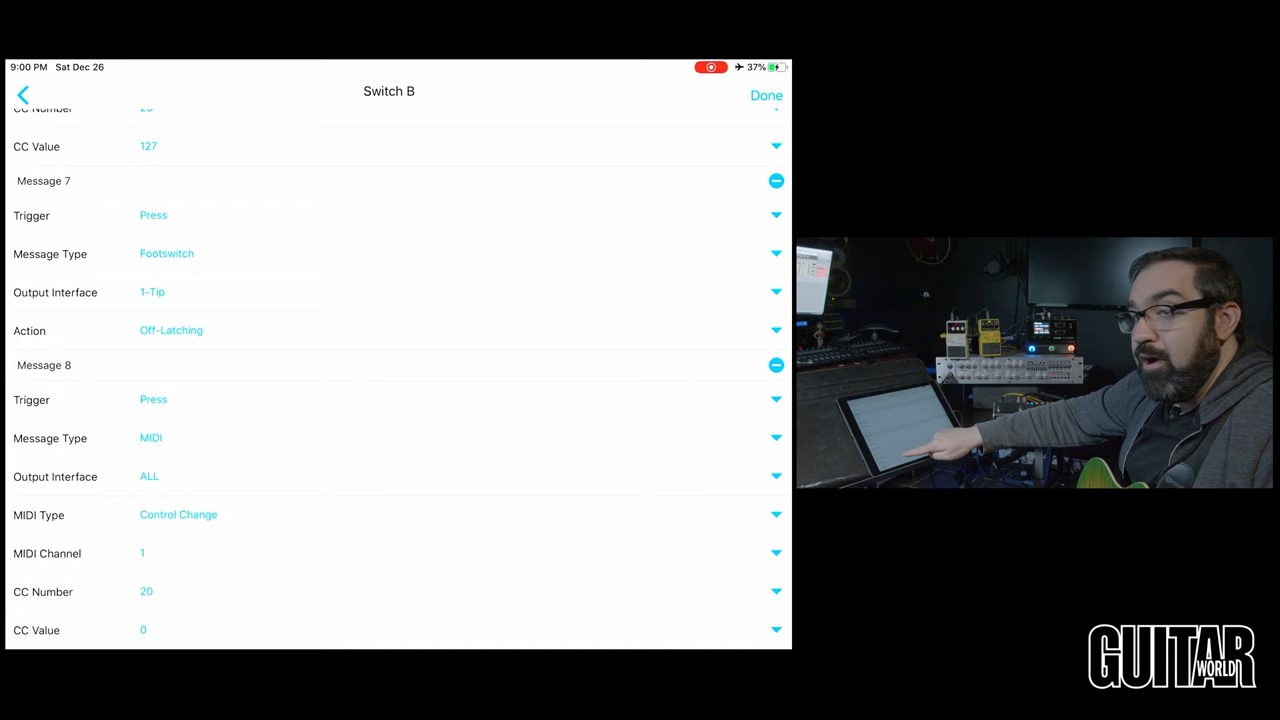 9:00 PM Sat Dec 26
37%
Switch B
Done
CC Number
CC Value 127
Message 7
Trigger Press
Message Type Footswitch
Output Interface 1-Tip
Action Off-Latching
Message 8
Trigger Press
Message Type MIDI
Output Interface ALL
MIDI Type Control Change
MIDI Channel 1
CC Number 20
CC Value 0
GUITAR
WORLD